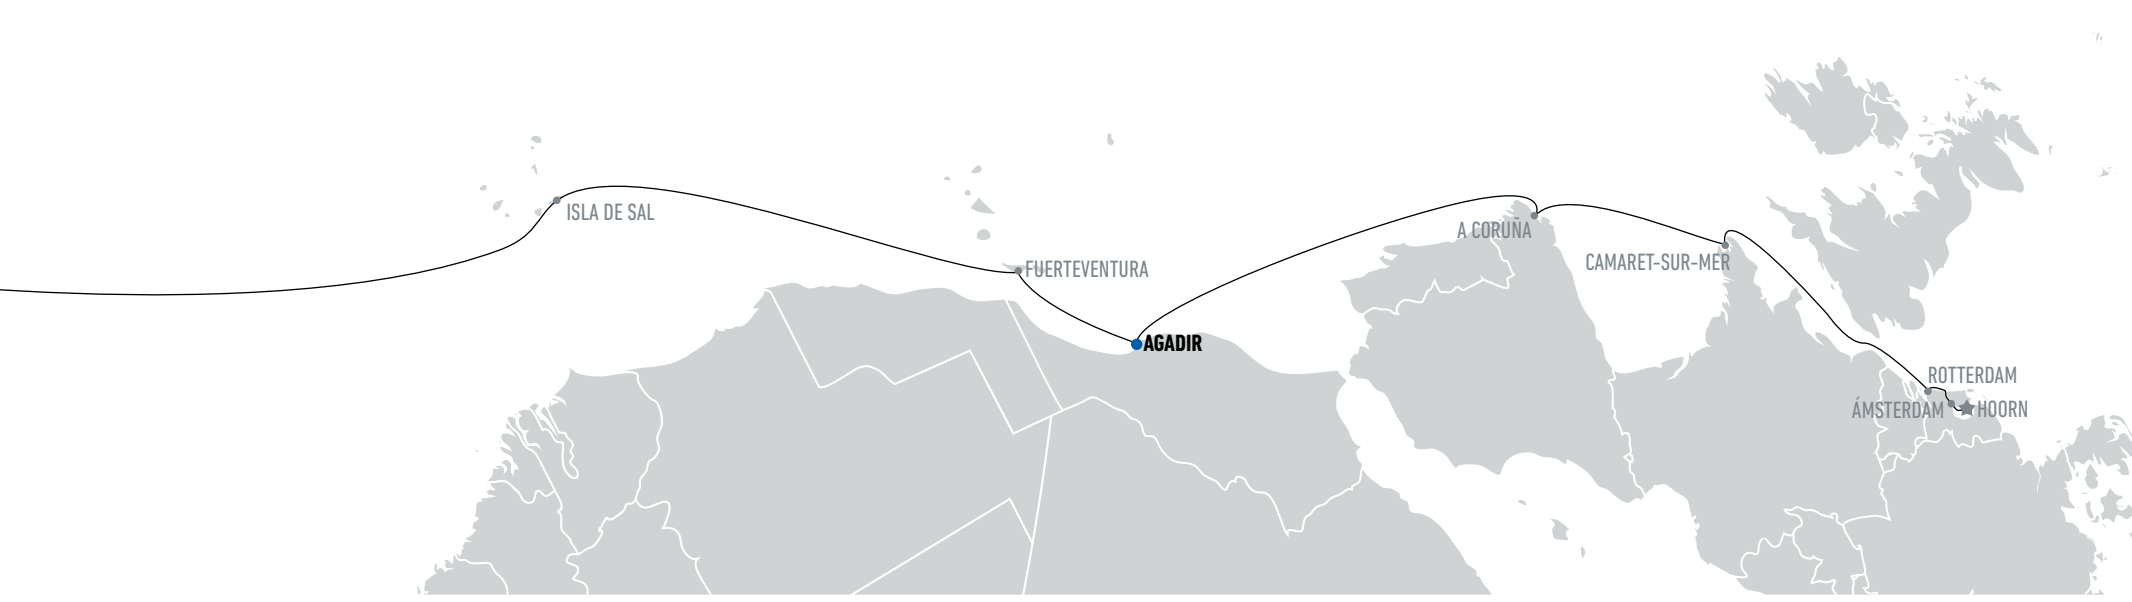 ISLA DE SAL
A CORUÑA
CAMARET-SUR-MER
FUERTEVENTURA
AGADIR
ROTTERDAM
ÁMSTERDAM
HOORN